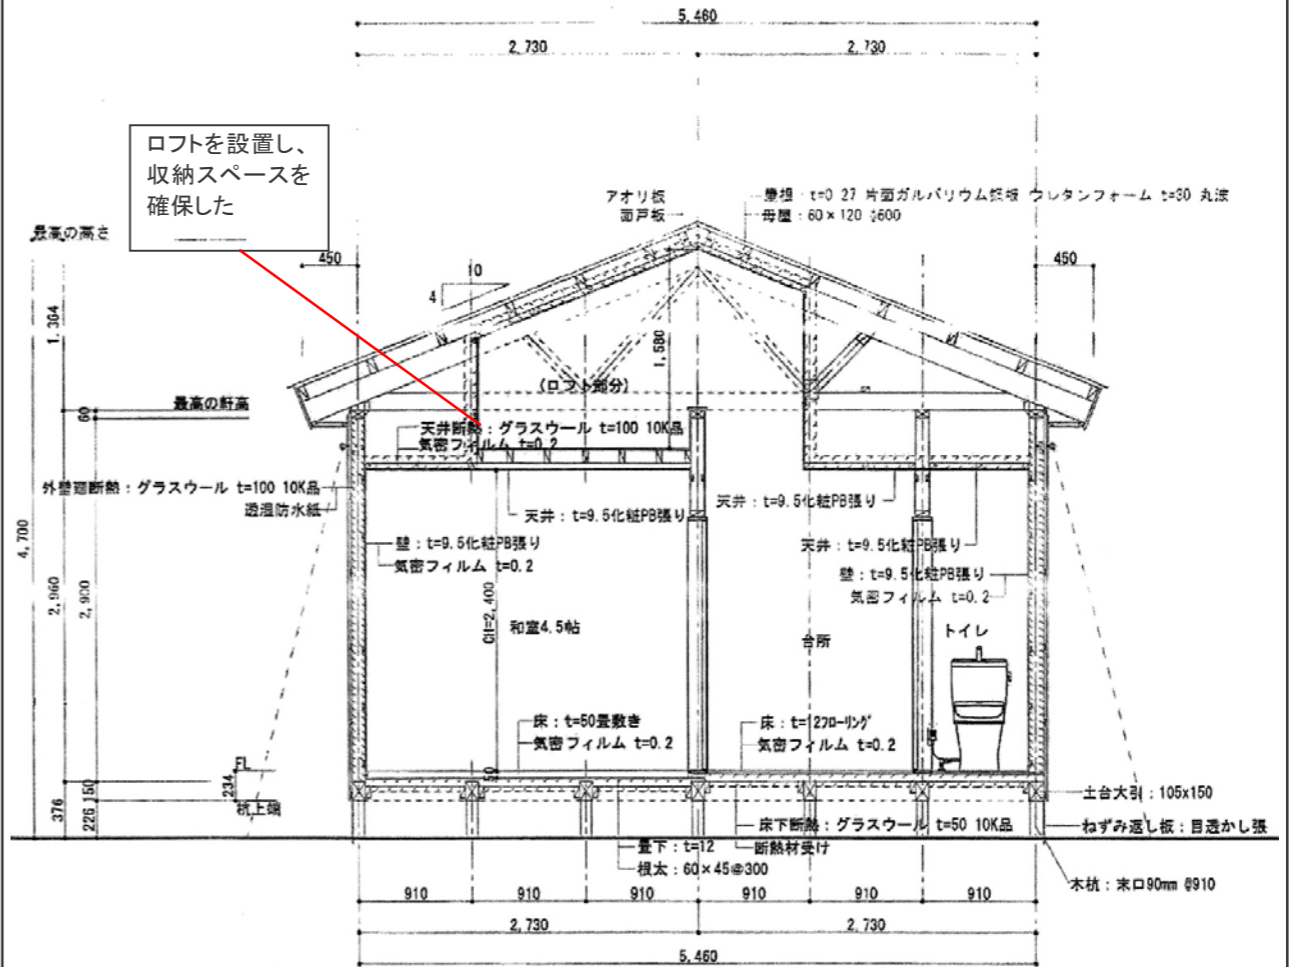 5,460
2,730
2,730
ロフトを設置し、
収納スペースを
確保した
アオリ板
面戸板
屋根：t=0.27 片面ガルバリウム鋼板 ウレタンフォーム t=30 丸波
母屋：60×120 @600
最高の高さ
450
10
4
450
1,304
1,580
(ロフト部分)
最高の軒高
60
天井断熱：グラスウール t=100 10K品
気密フィルム t=0.2
外壁廻断熱：グラスウール t=100 10K品
透湿防水紙
天井：t=9.5化粧PB張り
天井：t=9.5化粧PB張り
天井：t=9.5化粧PB張り
壁：t=9.5化粧PB張り
気密フィルム t=0.2
壁：t=9.5化粧PB張り
気密フィルム t=0.2
4,700
2,960
2,900
CH=2,400
和室4.5帖
台所
トイレ
床：t=50畳敷き
気密フィルム t=0.2
床：t=12フローリング
気密フィルム t=0.2
50
FL
234
杭上端
376
226
150
土台大引：105x150
床下断熱：グラスウール t=50 10K品
ねずみ返し板：目透かし張
畳下：t=12
断熱材受け
根太：60×45@300
木杭：末口90mm @910
910
910
910
910
910
910
2,730
2,730
5,460